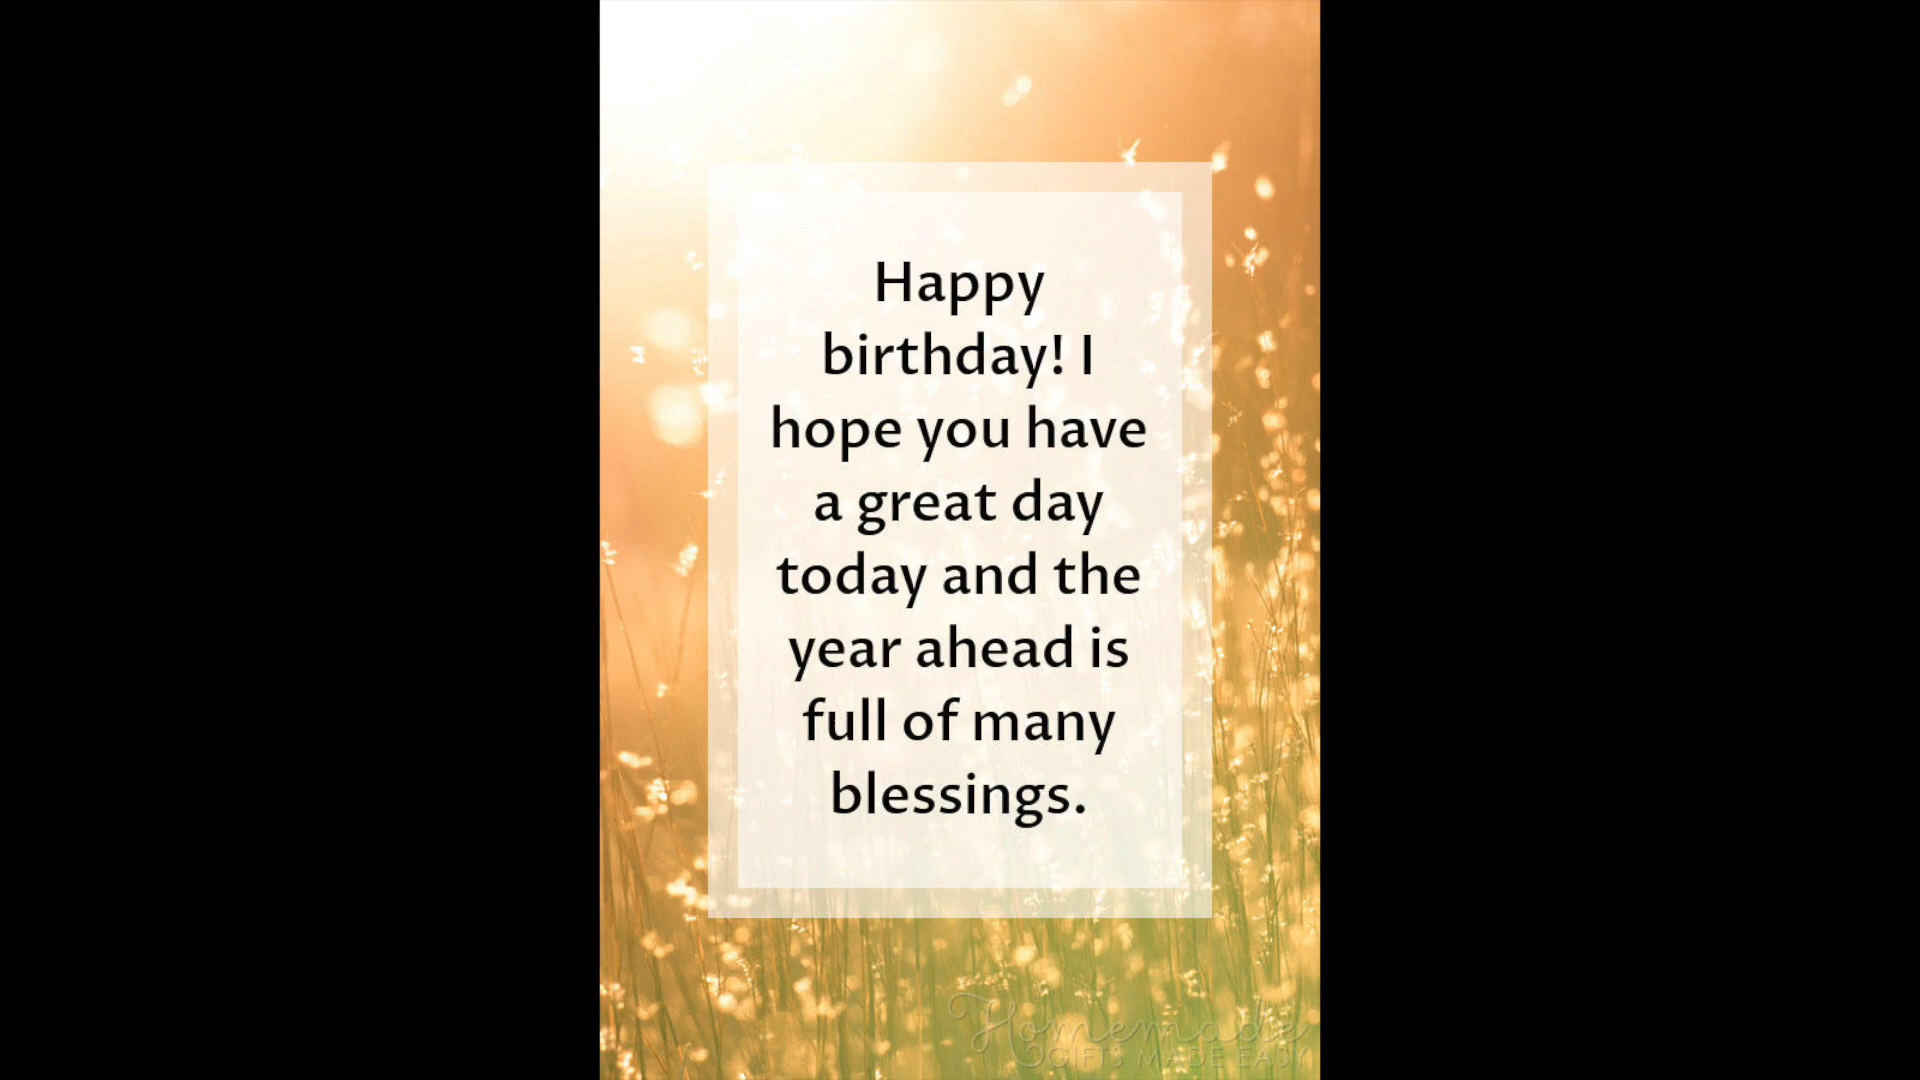 Happy
birthday! I
hope you have
a great day
today and the
year ahead is
full of many
blessings.
Homemade
GIFTS MADE EASY